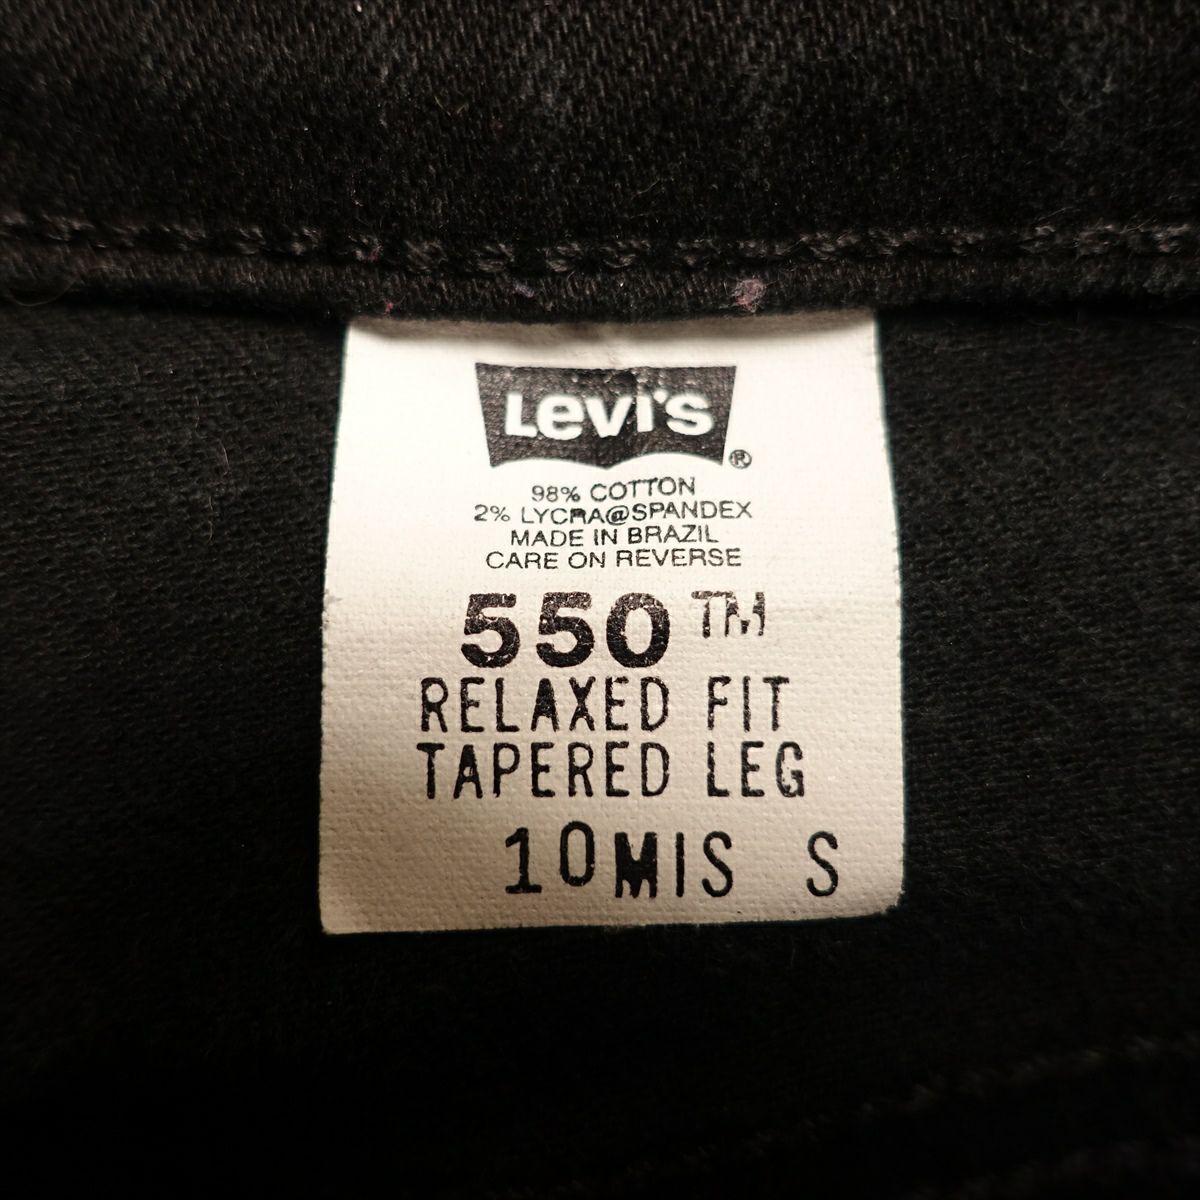 Levi's ®
98% COTTON
2% LYCRA@SPANDEX
MADE IN BRAZIL
CARE ON REVERSE
550 TM
RELAXED FIT
TAPERED LEG
10MIS S